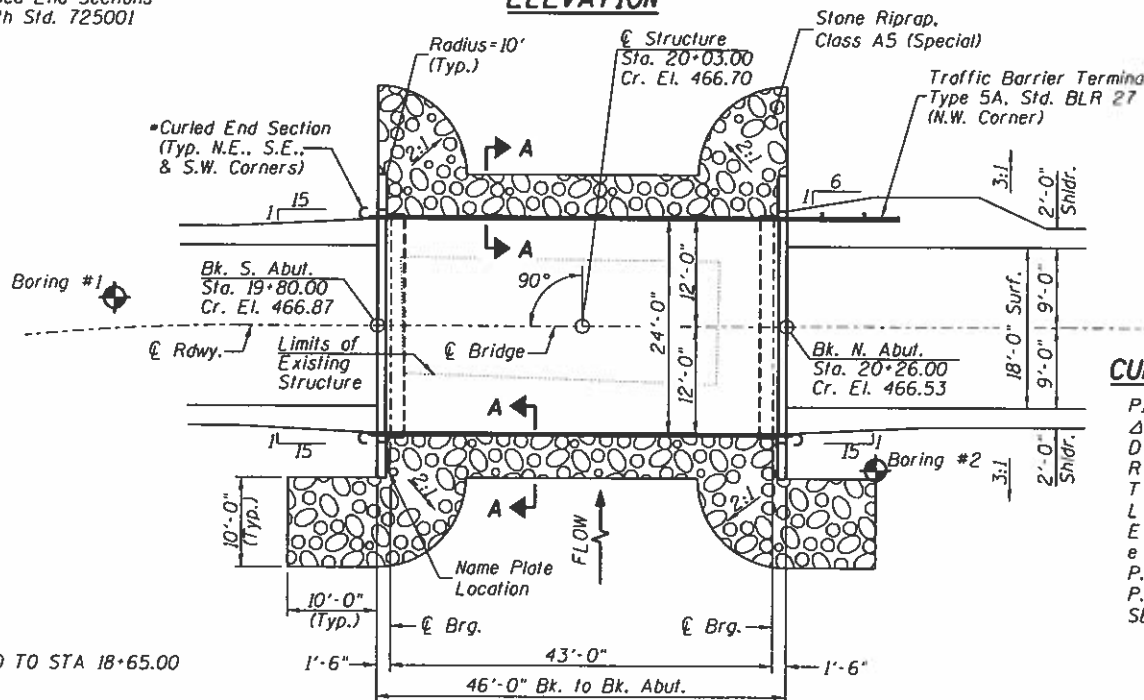 ELEVATION
th Std. 725001
Radius=10'
(Typ.)
℄ Structure
Sta. 20+03.00
Cr. El. 466.70
Stone Riprap,
Class A5 (Special)
Traffic Barrier
Type 5A, Std. BLR 27
(N.W. Corner)
*Curled End Section
(Typ. N.E., S.E.,
& S.W. Corners)
A
A
2:1
2:1
1 15
1 6
3:1
2'-0"
Shldr.
Boring #1
Bk. S. Abut.
Sta. 19+80.00
Cr. El. 466.87
90°
24'-0"
12'-0"
12'-0"
18'-0" Surf.
9'-0"
9'-0"
℄ Rdwy.
Limits of
Existing
Structure
℄ Bridge
Bk. N. Abut.
Sta. 20+26.00
Cr. El. 466.53
A
A
1 15
15 1
Boring #2
3:1
2'-0"
Shldr.
2:1
2:1
10'-0"
(Typ.)
FLOW
Name Plate
Location
10'-0"
(Typ.)
℄ Brg.
℄ Brg.
TO STA 18+65.00
1'-6"
43'-0"
1'-6"
46'-0" Bk. to Bk. Abut.
P.
Δ
D
R
T
L
E
e
P.
P.